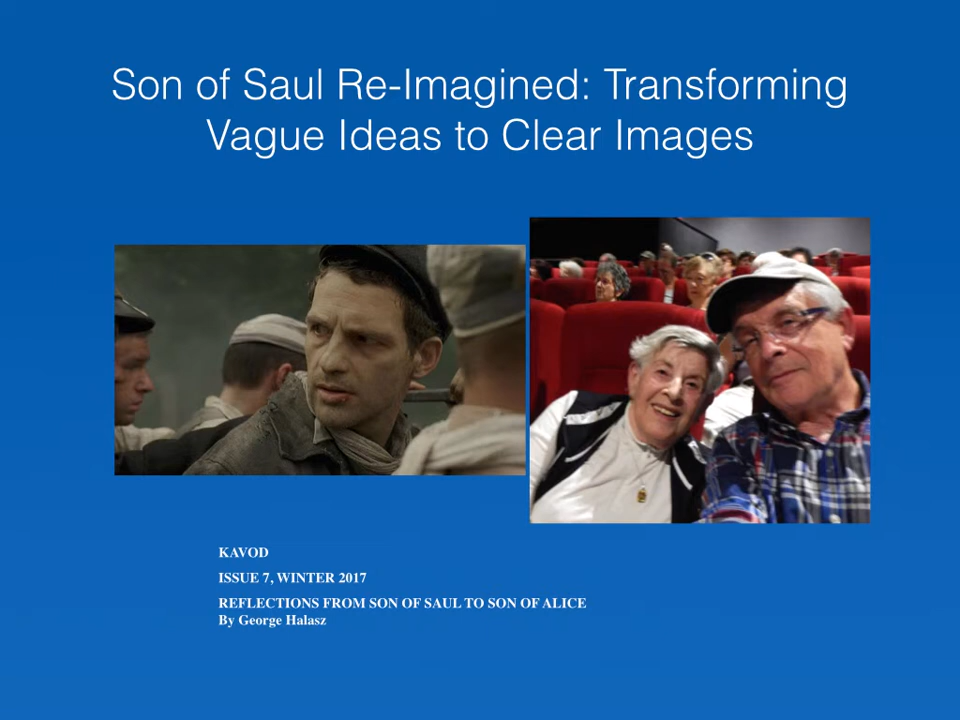 Son of Saul Re-Imagined: Transforming
Vague Ideas to Clear Images
KAVOD
ISSUE 7, WINTER 2017
REFLECTIONS FROM SON OF SAUL TO SON OF ALICE
By George Halasz